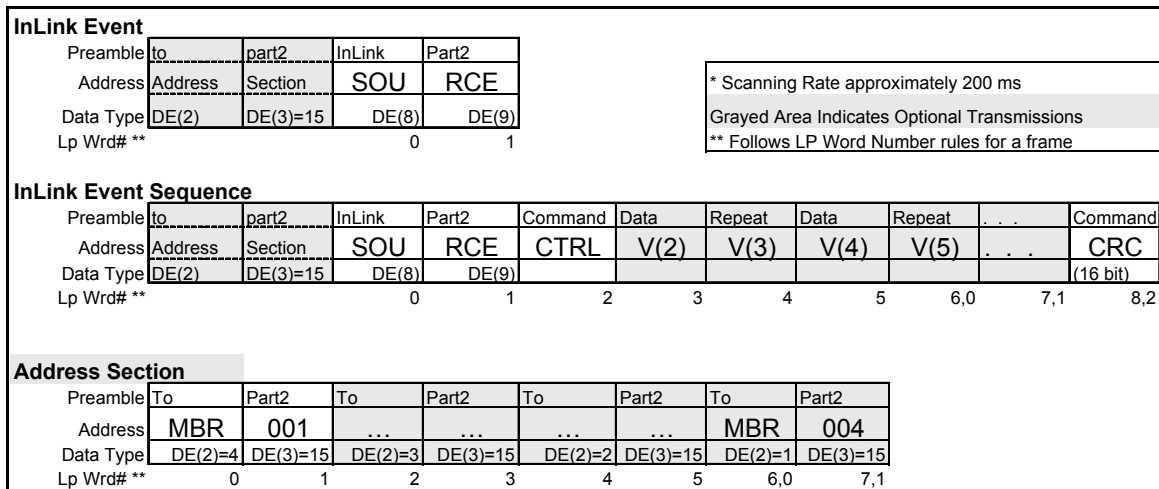 InLink Event
Preamble to part2 InLink Part2
Address Address Section SOU RCE
Data Type DE(2) DE(3)=15 DE(8) DE(9)
Lp Wrd# ** 0 1
* Scanning Rate approximately 200 ms
Grayed Area Indicates Optional Transmissions
** Follows LP Word Number rules for a frame
InLink Event Sequence
Preamble to part2 InLink Part2 Command Data Repeat Data Repeat . . . Command
Address Address Section SOU RCE CTRL V(2) V(3) V(4) V(5) . . . CRC
Data Type DE(2) DE(3)=15 DE(8) DE(9) (16 bit)
Lp Wrd# ** 0 1 2 3 4 5 6,0 7,1 8,2
Address Section
Preamble To Part2 To Part2 To Part2 To Part2
Address MBR 001 ... ... ... ... MBR 004
Data Type DE(2)=4 DE(3)=15 DE(2)=3 DE(3)=15 DE(2)=2 DE(3)=15 DE(2)=1 DE(3)=15
Lp Wrd# ** 0 1 2 3 4 5 6,0 7,1